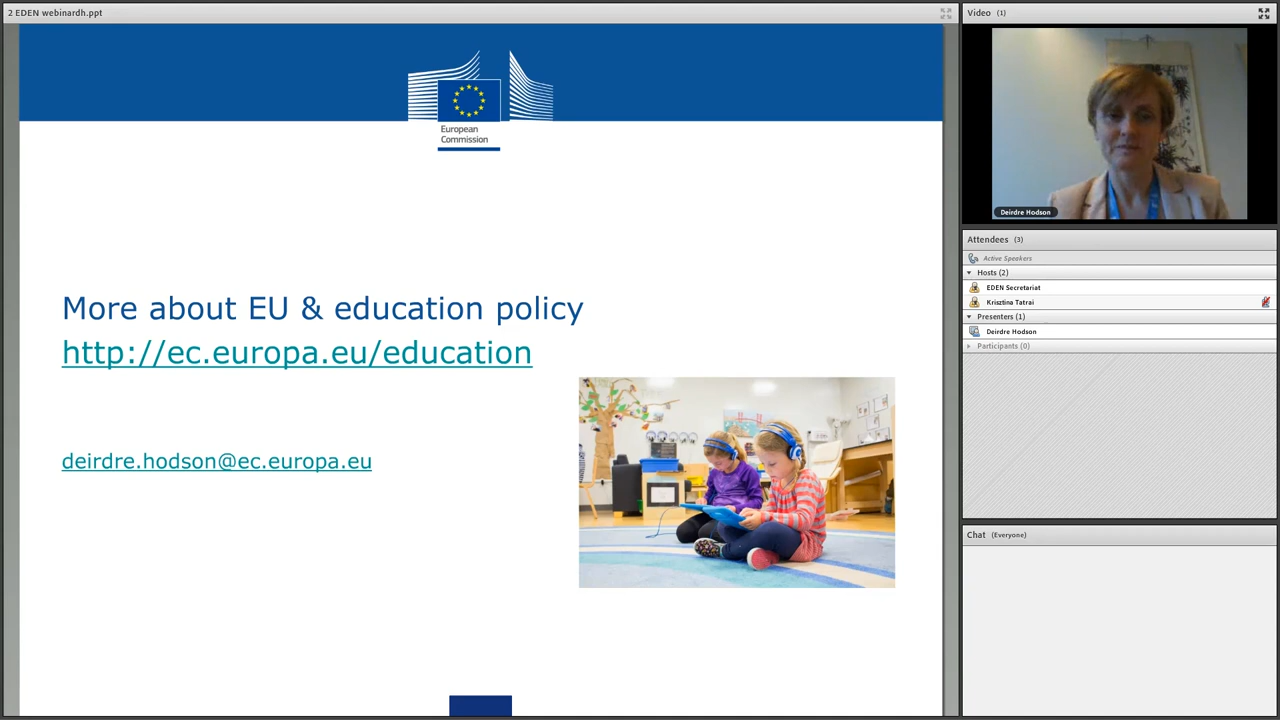 2 EDEN webinardh.ppt
European
Commission
More about EU & education policy
http://ec.europa.eu/education
deirdre.hodson@ec.europa.eu
Video (1)
Deirdre Hodson
Attendees (3)
Active Speakers
Hosts (2)
EDEN Secretariat
Krisztina Tatrai
Presenters (1)
Deirdre Hodson
Participants (0)
Chat (Everyone)